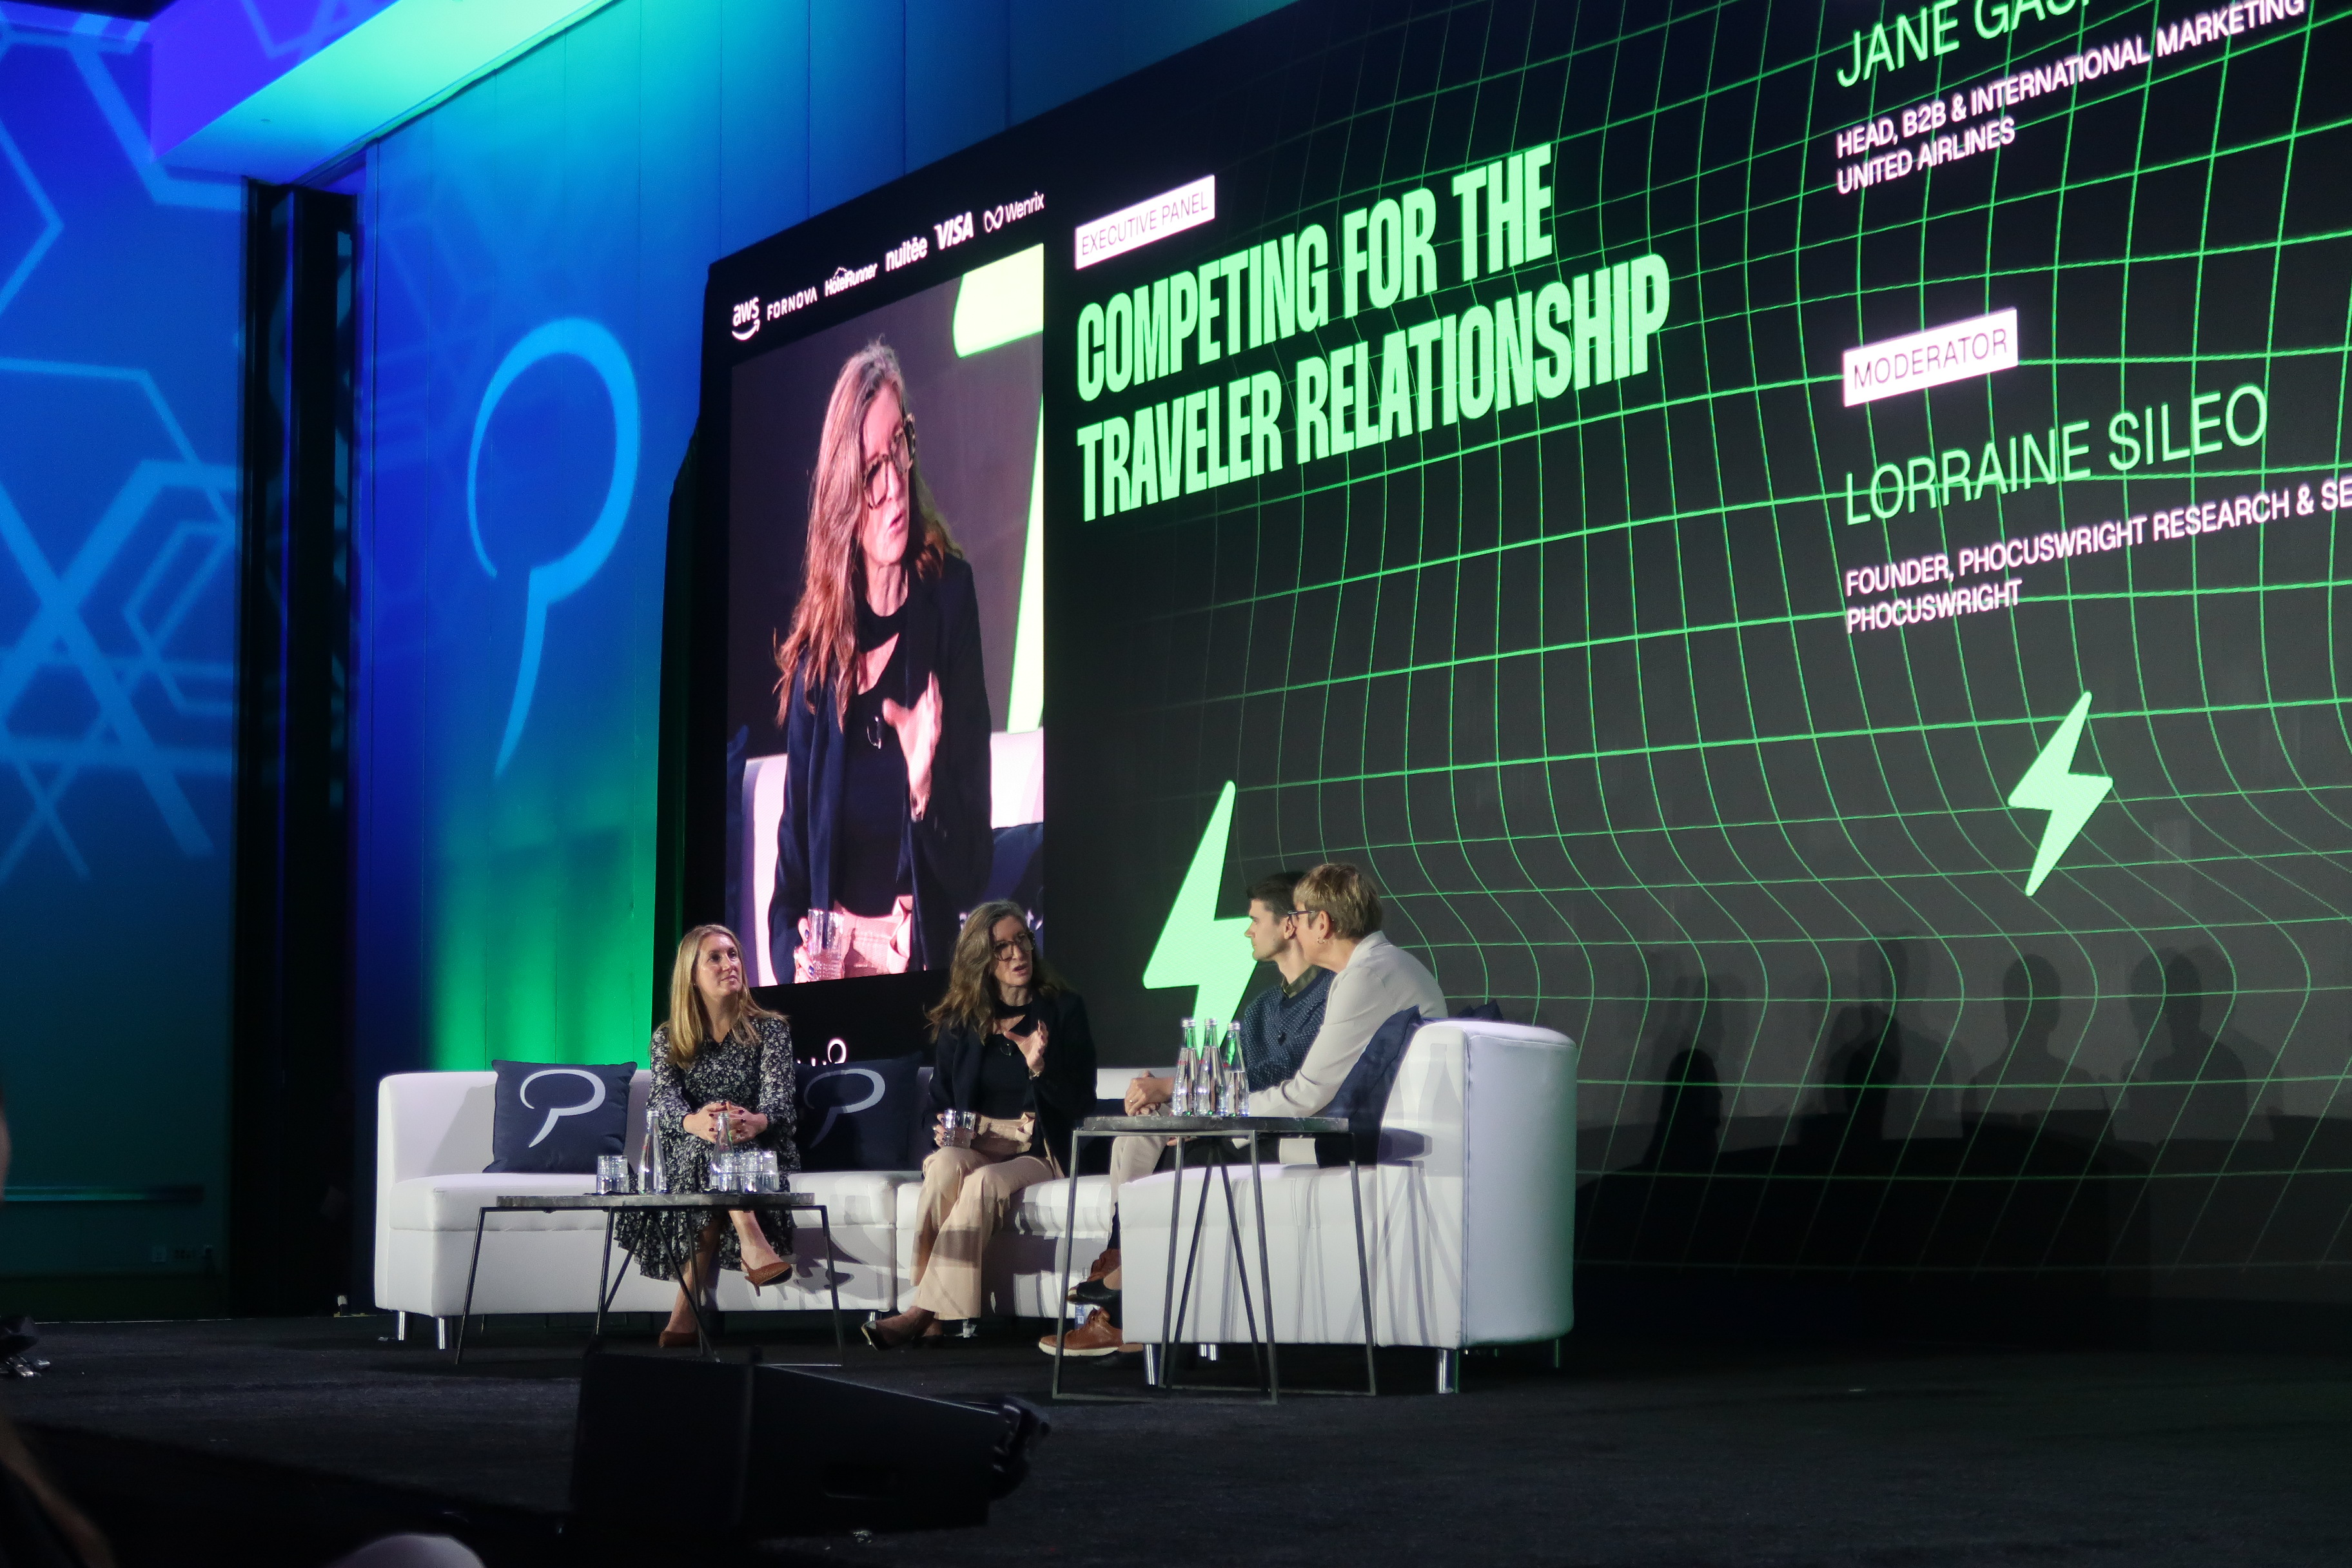 aws
FORNOVA
HotelRunner
nuitée
VISA
Wenrix
EXECUTIVE PANEL
COMPETING FOR THE
TRAVELER RELATIONSHIP
JANE
HEAD, B2B & INTERNATIONAL MARKETING
UNITED AIRLINES
MODERATOR
LORRAINE SILEO
FOUNDER, PHOCUSWRIGHT RESEARCH &
PHOCUSWRIGHT